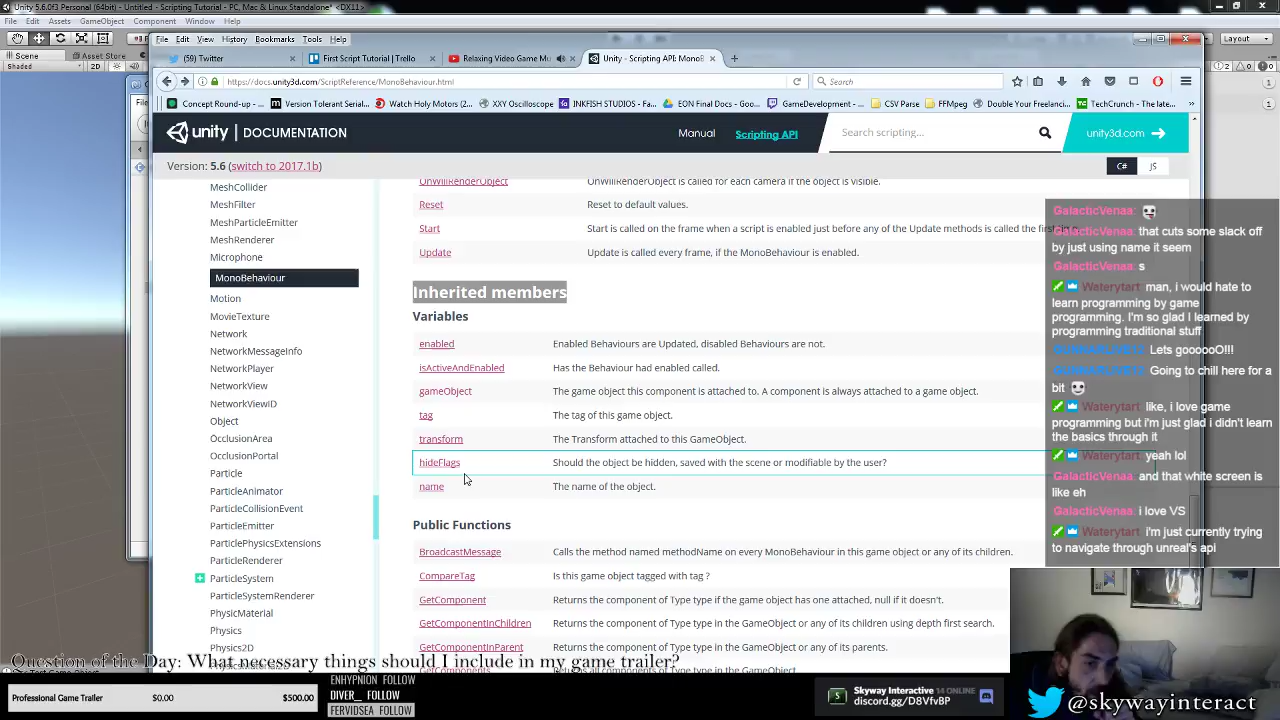 Unity 5.6.0f3 (64bit) - Untitled - Scripting Tutorial - PC, Mac & Linux Standalone* <DX11>
File Edit Assets GameObject Component Window Help
Layout
Scene
Asset Store
Shaded
2D
File Edit View History Bookmarks Tools Help
Twitter
First Script Tutorial | Trello
Relaxing Video Game Mu
Unity - Scripting API: MonoB
https://docs.unity3d.com/ScriptReference/MonoBehaviour.html
Search
Concept Round-up - ...
Version Tolerant Serial...
Watch Hotly Motors (2...
XXY Oscilloscope
INKFISH STUDIOS - Fa...
EON Final Docs - Goo...
GameDevelopment - ...
CSV Parse
FFMpeg
Double Your Freelanci...
TechCrunch - The late...
unity | DOCUMENTATION
Manual
Scripting API
Search scripting...
unity3d.com
Version: 5.6 (switch to 2017.1b)
C#
JS
MeshCollider
MeshFilter
MeshParticleEmitter
MeshRenderer
Microphone
MonoBehaviour
Motion
MovieTexture
Network
NetworkMessageInfo
NetworkPlayer
NetworkView
NetworkViewID
Object
OcclusionArea
OcclusionPortal
Particle
ParticleAnimator
ParticleCollisionEvent
ParticleEmitter
ParticlePhysicsExtensions
ParticleRenderer
ParticleSystem
ParticleSystemRenderer
PhysicMaterial
Physics
Physics2D
OnWillRenderObject OnWillRenderObject is called for each camera if the object is visible.
Reset Reset to default values.
Start Start is called on the frame when a script is enabled just before any of the Update methods is called the first
Update Update is called every frame, if the MonoBehaviour is enabled.
Inherited members
Variables
enabled Enabled Behaviours are Updated, disabled Behaviours are not.
isActiveAndEnabled Has the Behaviour had enabled called.
gameObject The game object this component is attached to. A component is always attached to a game object.
tag The tag of this game object.
transform The Transform attached to this GameObject.
hideFlags Should the object be hidden, saved with the scene or modifiable by the user?
name The name of the object.
Public Functions
BroadcastMessage Calls the method named methodName on every MonoBehaviour in this game object or any of its children.
CompareTag Is this game object tagged with tag ?
GetComponent Returns the component of Type type if the game object has one attached, null if it doesn't.
GetComponentInChildren Returns the component of Type type in the GameObject or any of its children using depth first search.
GetComponentInParent Returns the component of Type type in the GameObject or any of its parents.
GalacticVenaa:
GalacticVenaa: that cuts some slack off
by just using name it seem
GalacticVenaa: s
Waterytart: man, i would hate to
learn programming by game
programming. I'm so glad I learned by
programming traditional stuff
Lets gooooo0!!!
Going to chill here for a
bit
Waterytart: like, i love game
programming but i'm just glad i didn't learn
the basics through it
Waterytart: yeah lol
GalacticVenaa: and that white screen is
like eh
GalacticVenaa: i love VS
Waterytart: i'm just currently trying
to navigate through unreal's api
Question of the Day: What necessary things should I include in my game trailer?
Professional Game Trailer $0.00 $500.00
ENHYPNION FOLLOW
DIVER_ FOLLOW
FERVIDSEA FOLLOW
Skyway Interactive 14 ONLINE
discord.gg/D8VfvBP
@skywayinteract